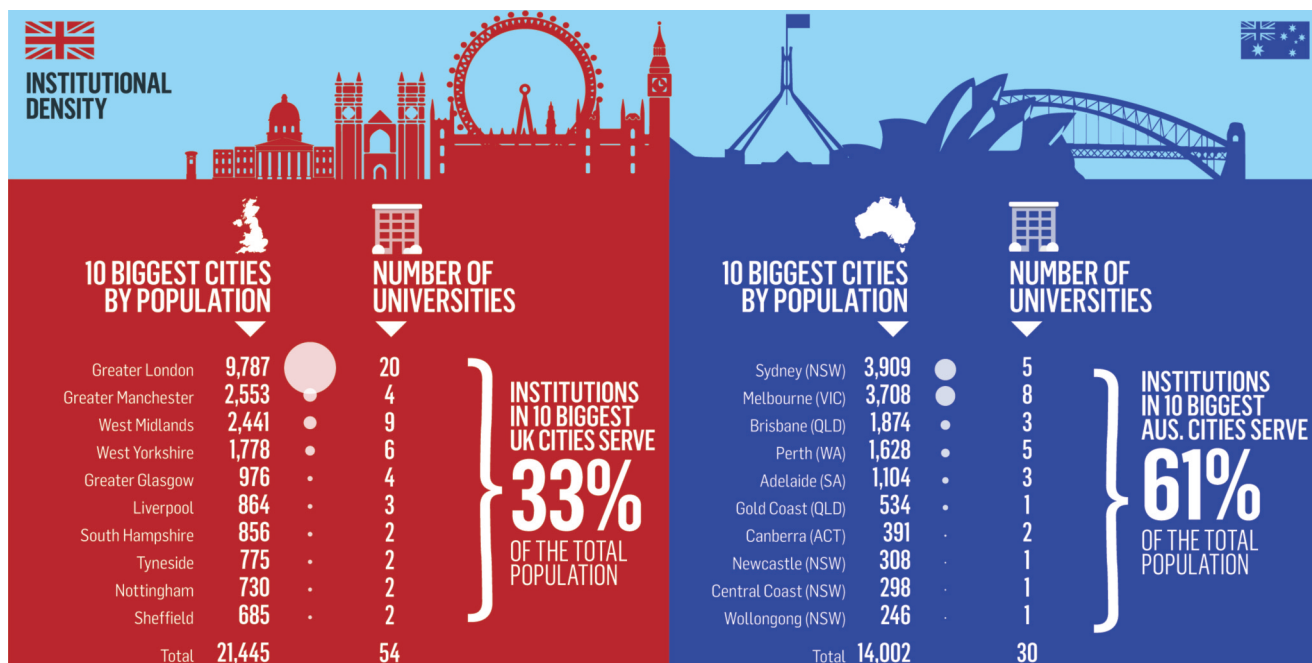 INSTITUTIONAL
DENSITY
10 BIGGEST CITIES
BY POPULATION
NUMBER OF
UNIVERSITIES
Greater London 9,787 20
Greater Manchester 2,553 4
West Midlands 2,441 9
West Yorkshire 1,778 6
Greater Glasgow 976 4
Liverpool 864 3
South Hampshire 856 2
Tyneside 775 2
Nottingham 730 2
Sheffield 685 2
Total 21,445 54
INSTITUTIONS
IN 10 BIGGEST
UK CITIES SERVE
33%
OF THE TOTAL
POPULATION
10 BIGGEST CITIES
BY POPULATION
NUMBER OF
UNIVERSITIES
Sydney (NSW) 3,909 5
Melbourne (VIC) 3,708 8
Brisbane (QLD) 1,874 3
Perth (WA) 1,628 5
Adelaide (SA) 1,104 3
Gold Coast (QLD) 534 1
Canberra (ACT) 391 2
Newcastle (NSW) 308 1
Central Coast (NSW) 298 1
Wollongong (NSW) 246 1
Total 14,002 30
INSTITUTIONS
IN 10 BIGGEST
AUS. CITIES SERVE
61%
OF THE TOTAL
POPULATION